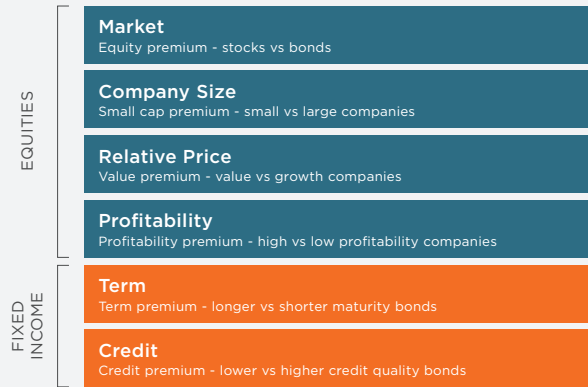 EQUITIES
Market
Equity premium - stocks vs bonds
Company Size
Small cap premium - small vs large companies
Relative Price
Value premium - value vs growth companies
Profitability
Profitability premium - high vs low profitability companies
FIXED
INCOME
Term
Term premium - longer vs shorter maturity bonds
Credit
Credit premium - lower vs higher credit quality bonds